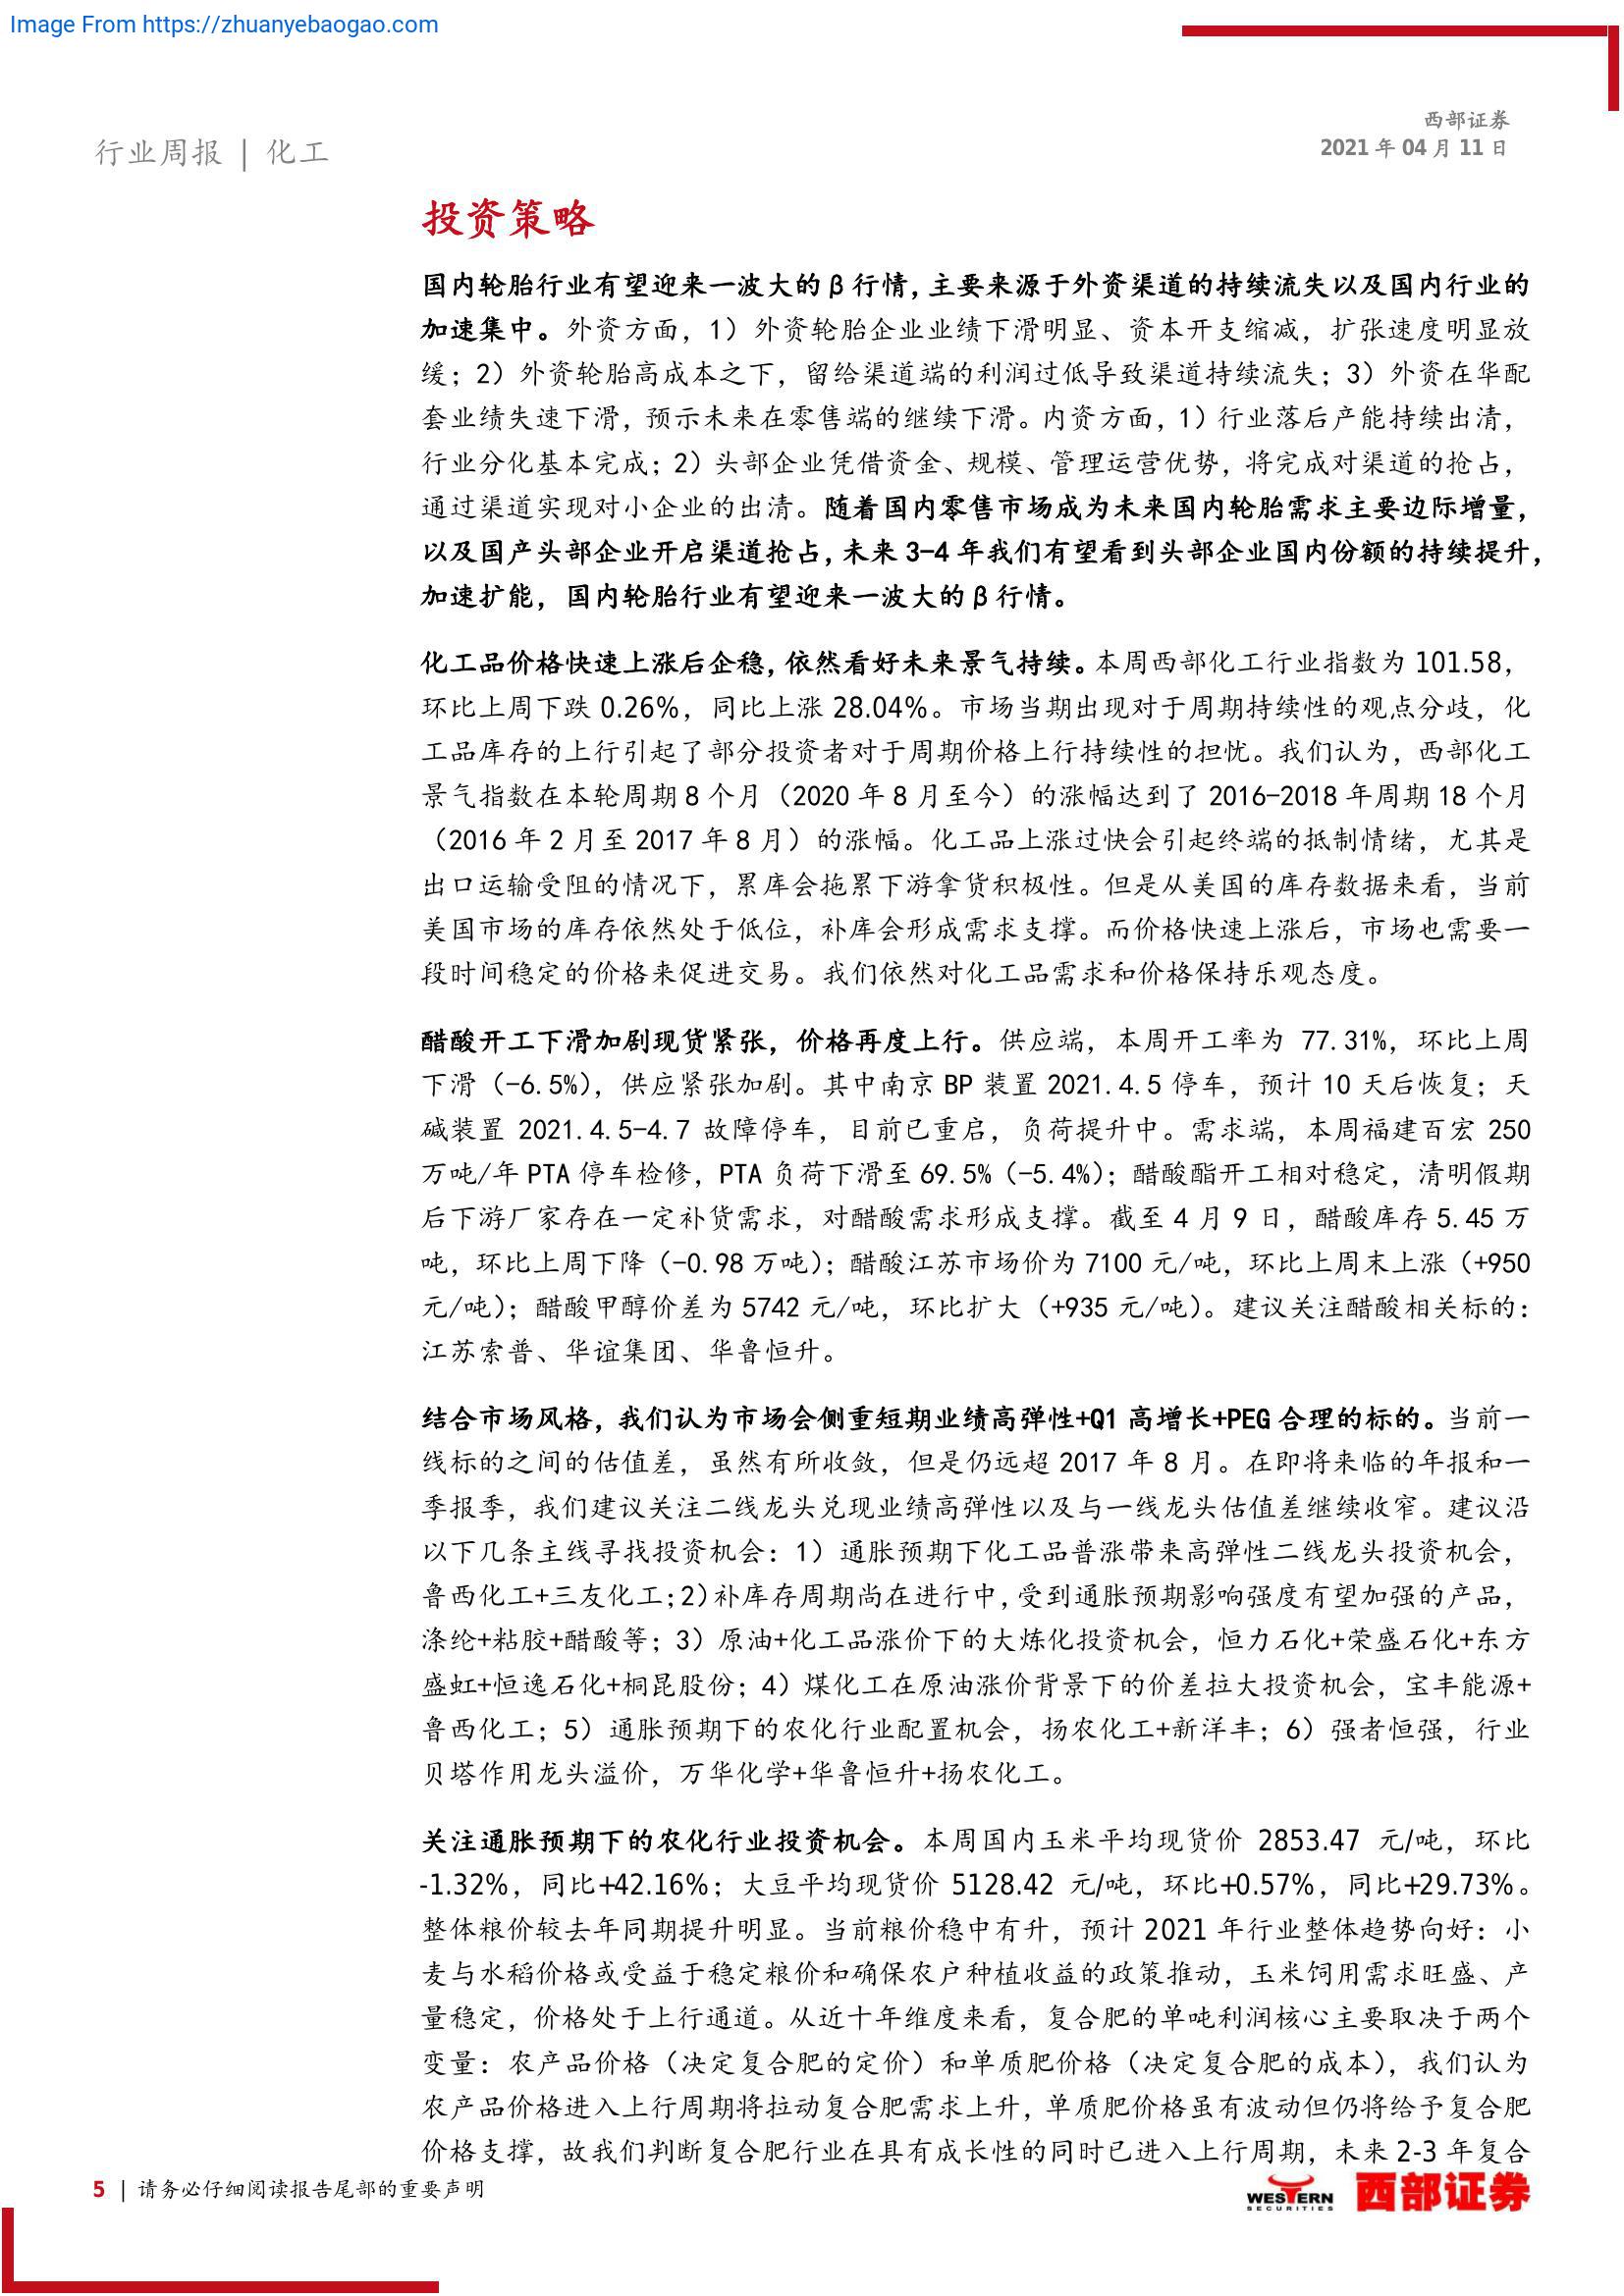 Image From https://zhuanyebaogao.com
西部证券
2021 年 04 月 11 日
行业周报 | 化工
投资策略
国内轮胎行业有望迎来一波大的 β 行情，主要来源于外资渠道的持续流失以及国内行业的
加速集中。外资方面，1）外资轮胎企业业绩下滑明显、资本开支缩减，扩张速度明显放
缓；2）外资轮胎高成本之下，留给渠道端的利润过低导致渠道持续流失；3）外资在华配
套业绩失速下滑，预示未来在零售端的继续下滑。内资方面，1）行业落后产能持续出清，
行业分化基本完成；2）头部企业凭借资金、规模、管理运营优势，将完成对渠道的抢占，
通过渠道实现对小企业的出清。随着国内零售市场成为未来国内轮胎需求主要边际增量，
以及国产头部企业开启渠道抢占，未来 3-4 年我们有望看到头部企业国内份额的持续提升，
加速扩能，国内轮胎行业有望迎来一波大的 β 行情。
化工品价格快速上涨后企稳，依然看好未来景气持续。本周西部化工行业指数为 101.58，
环比上周下跌 0.26%，同比上涨 28.04%。市场当期出现对于周期持续性的观点分歧，化
工品库存的上行引起了部分投资者对于周期价格上行持续性的担忧。我们认为，西部化工
景气指数在本轮周期 8 个月（2020 年 8 月至今）的涨幅达到了 2016-2018 年周期 18 个月
（2016 年 2 月至 2017 年 8 月）的涨幅。化工品上涨过快会引起终端的抵制情绪，尤其是
出口运输受阻的情况下，累库会拖累下游拿货积极性。但是从美国的库存数据来看，当前
美国市场的库存依然处于低位，补库会形成需求支撑。而价格快速上涨后，市场也需要一
段时间稳定的价格来促进交易。我们依然对化工品需求和价格保持乐观态度。
醋酸开工下滑加剧现货紧张，价格再度上行。供应端，本周开工率为 77.31%，环比上周
下滑（-6.5%），供应紧张加剧。其中南京 BP 装置 2021.4.5 停车，预计 10 天后恢复；天
碱装置 2021.4.5-4.7 故障停车，目前已重启，负荷提升中。需求端，本周福建百宏 250
万吨/年 PTA 停车检修，PTA 负荷下滑至 69.5%（-5.4%）；醋酸酯开工相对稳定，清明假期
后下游厂家存在一定补货需求，对醋酸需求形成支撑。截至 4 月 9 日，醋酸库存 5.45 万
吨，环比上周下降（-0.98 万吨）；醋酸江苏市场价为 7100 元/吨，环比上周末上涨（+950
元/吨）；醋酸甲醇价差为 5742 元/吨，环比扩大（+935 元/吨）。建议关注醋酸相关标的：
江苏索普、华谊集团、华鲁恒升。
结合市场风格，我们认为市场会侧重短期业绩高弹性+Q1 高增长+PEG 合理的标的。当前一
线标的之间的估值差，虽然有所收敛，但是仍远超 2017 年 8 月。在即将来临的年报和一
季报季，我们建议关注二线龙头兑现业绩高弹性以及与一线龙头估值差继续收窄。建议沿
以下几条主线寻找投资机会：1）通胀预期下化工品普涨带来高弹性二线龙头投资机会，
鲁西化工+三友化工；2）补库存周期尚在进行中，受到通胀预期影响强度有望加强的产品，
涤纶+粘胶+醋酸等；3）原油+化工品涨价下的大炼化投资机会，恒力石化+荣盛石化+东方
盛虹+恒逸石化+桐昆股份；4）煤化工在原油涨价背景下的价差拉大投资机会，宝丰能源+
鲁西化工；5）通胀预期下的农化行业配置机会，扬农化工+新洋丰；6）强者恒强，行业
贝塔作用龙头溢价，万华化学+华鲁恒升+扬农化工。
关注通胀预期下的农化行业投资机会。本周国内玉米平均现货价 2853.47 元/吨，环比
-1.32%，同比+42.16%；大豆平均现货价 5128.42 元/吨，环比+0.57%，同比+29.73%。
整体粮价较去年同期提升明显。当前粮价稳中有升，预计 2021 年行业整体趋势向好：小
麦与水稻价格或受益于稳定粮价和确保农户种植收益的政策推动，玉米饲用需求旺盛、产
量稳定，价格处于上行通道。从近十年维度来看，复合肥的单吨利润核心主要取决于两个
变量：农产品价格（决定复合肥的定价）和单质肥价格（决定复合肥的成本），我们认为
农产品价格进入上行周期将拉动复合肥需求上升，单质肥价格虽有波动但仍将给予复合肥
价格支撑，故我们判断复合肥行业在具有成长性的同时已进入上行周期，未来 2-3 年复合
5 | 请务必仔细阅读报告尾部的重要声明
WESTERN
SECURITIES
西部证券